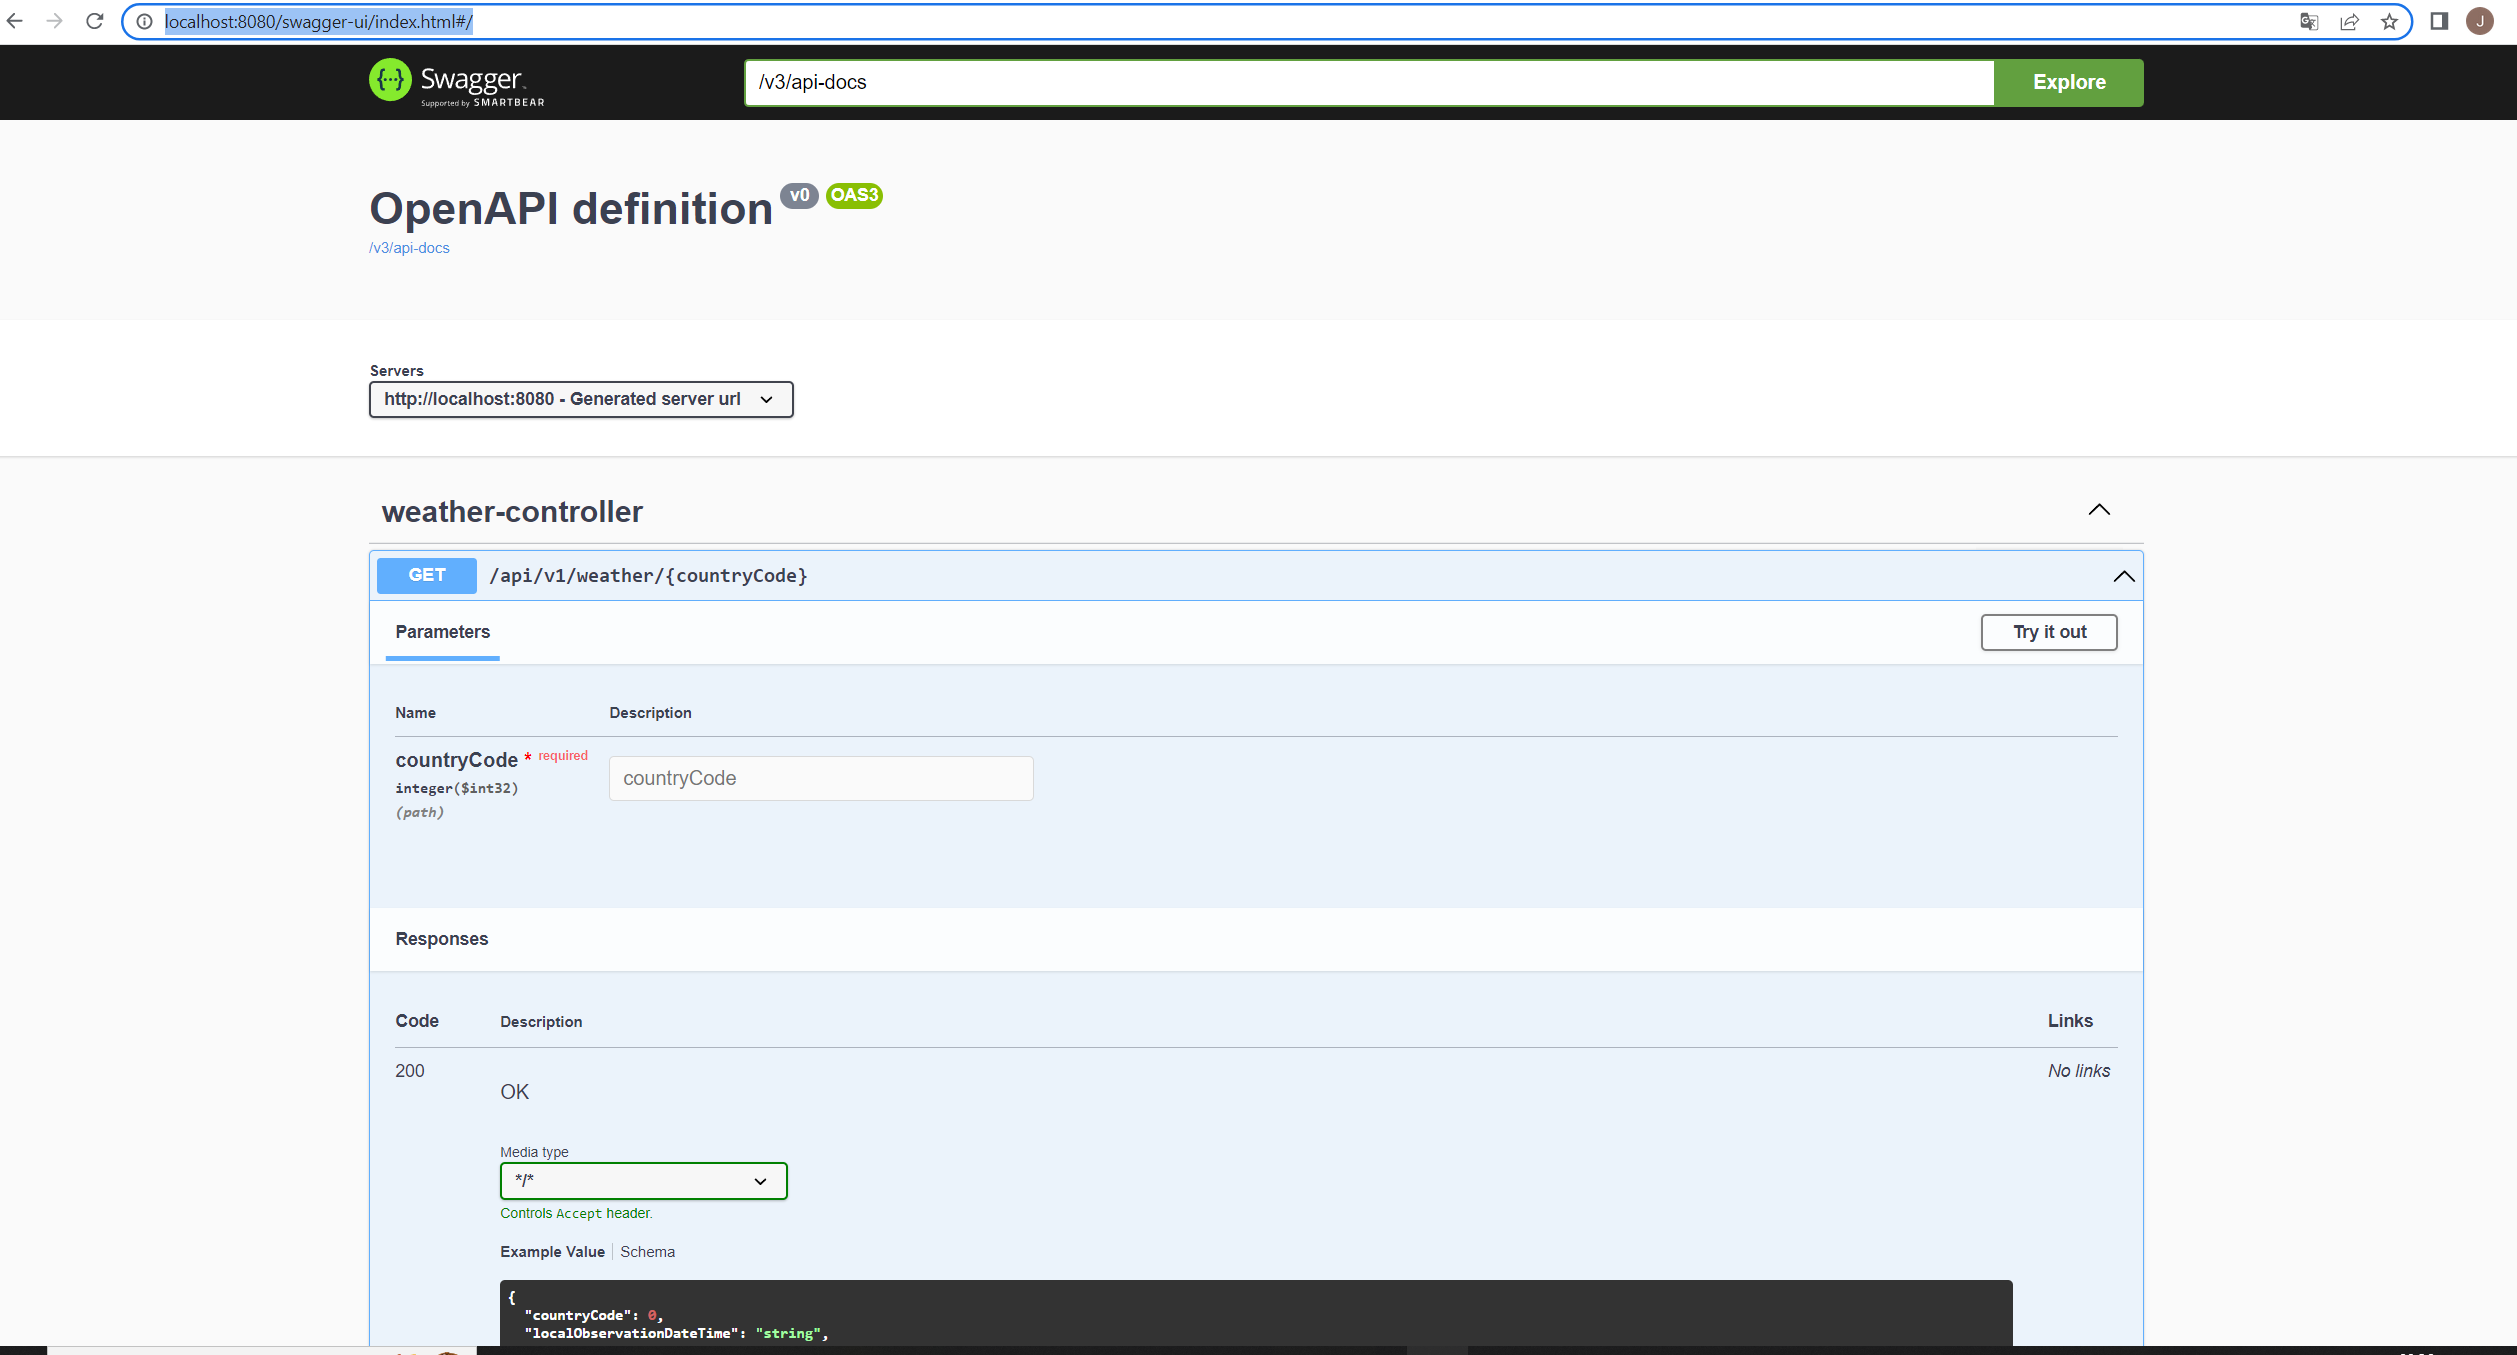 localhost:8080/swagger-ui/index.html#/
J
{···} Swagger.
Supported by SMARTBEAR
/v3/api-docs
Explore
OpenAPI definition v0 OAS3
/v3/api-docs
Servers
http://localhost:8080 - Generated server url
weather-controller
GET /api/v1/weather/{countryCode}
Parameters
Try it out
Name Description
countryCode * required
countryCode
integer($int32)
(path)
Responses
Code Description Links
200 No links
OK
Media type
*/*
Controls Accept header.
Example Value Schema
{
"countryCode": 0,
"localObservationDateTime": "string",